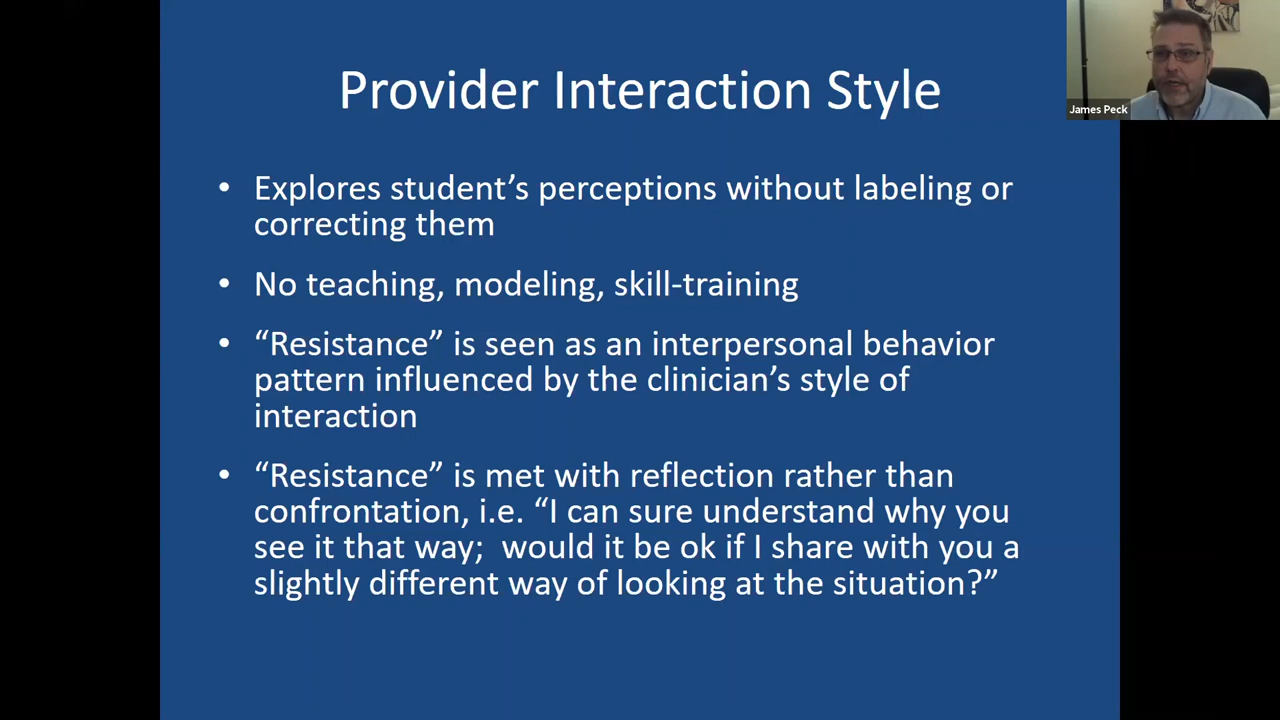 Provider Interaction Style
James Peck
• Explores student’s perceptions without labeling or
correcting them
• No teaching, modeling, skill-training
• “Resistance” is seen as an interpersonal behavior
pattern influenced by the clinician’s style of
interaction
• “Resistance” is met with reflection rather than
confrontation, i.e. “I can sure understand why you
see it that way;  would it be ok if I share with you a
slightly different way of looking at the situation?”